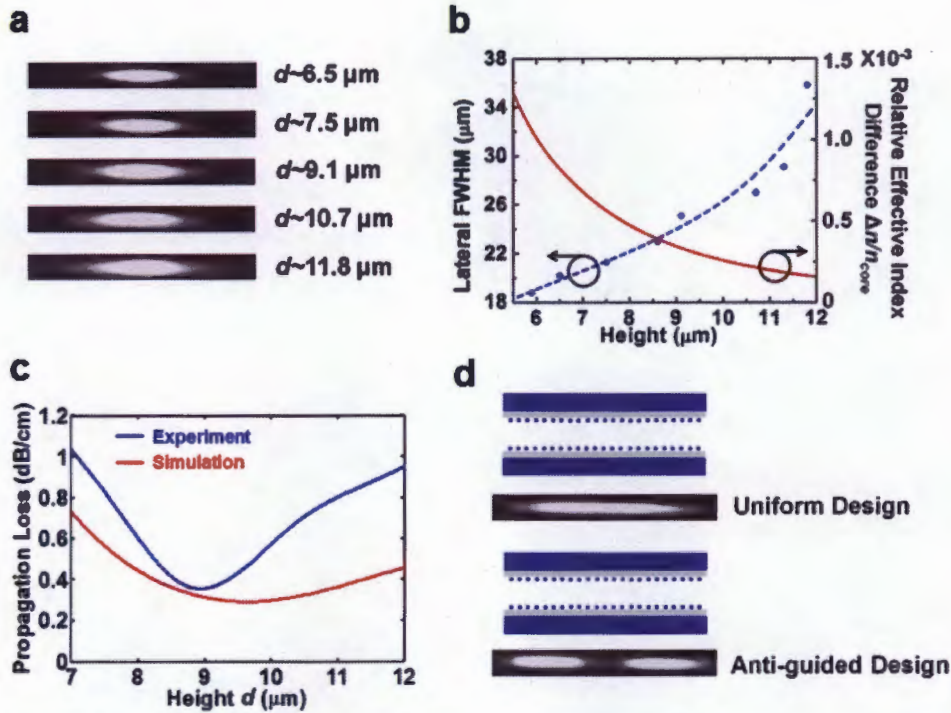 a
d~6.5 µm
d~7.5 µm
d~9.1 µm
d~10.7 µm
d~11.8 µm
b
Lateral FWHM (µm)
38
34
30
26
22
18
6 7 8 9 10 11 12
Height (µm)
1.5
1.0
0.5
0
X10⁻³
Relative Effective Index
Difference Δn/n_core
c
Propagation Loss (dB/cm)
1.2
1
0.8
0.6
0.4
0.2
0
Experiment
Simulation
7 8 9 10 11 12
Height d (µm)
d
Uniform Design
Anti-guided Design